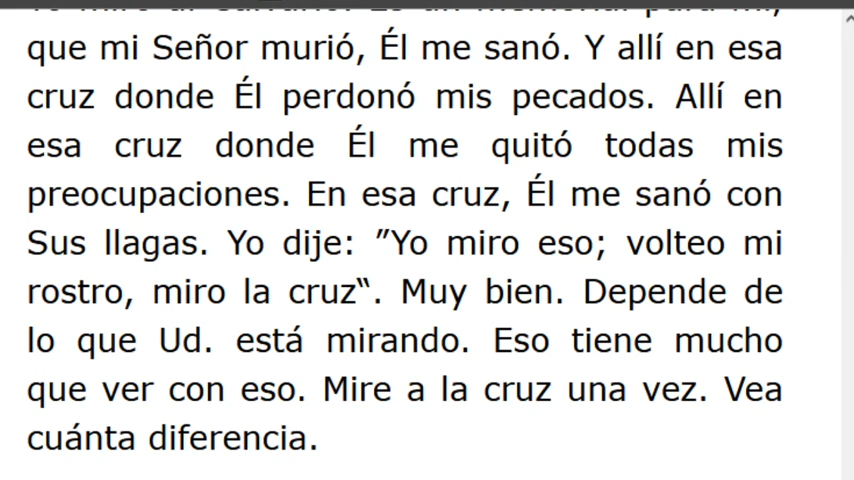 que mi Señor murió, Él me sanó. Y allí en esa
cruz donde Él perdonó mis pecados. Allí en
esa cruz donde Él me quitó todas mis
preocupaciones. En esa cruz, Él me sanó con
Sus llagas. Yo dije: ”Yo miro eso; volteo mi
rostro, miro la cruz“. Muy bien. Depende de
lo que Ud. está mirando. Eso tiene mucho
que ver con eso. Mire a la cruz una vez. Vea
cuánta diferencia.